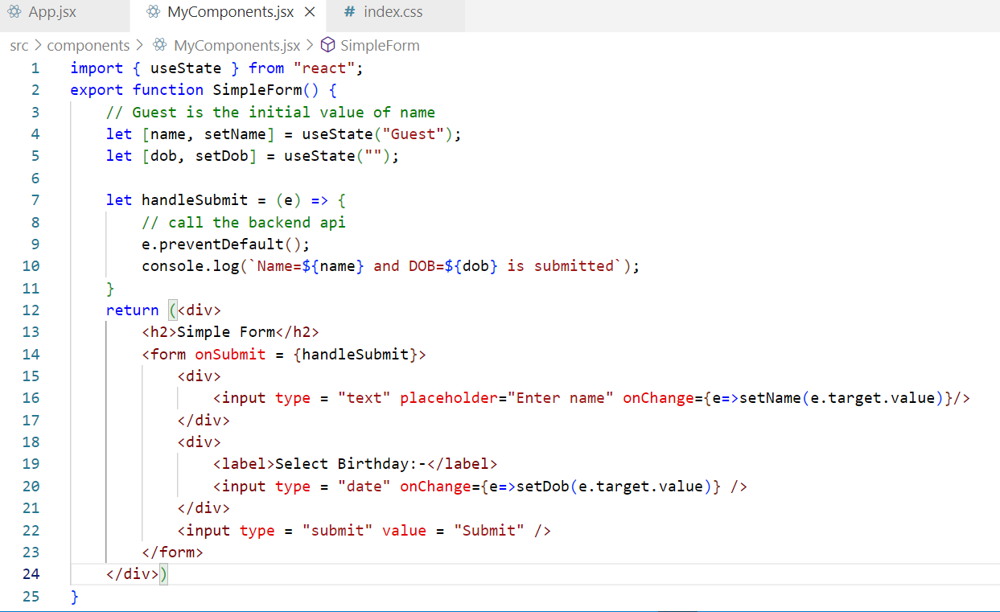 App.jsx MyComponents.jsx # index.css
src > components > MyComponents.jsx > SimpleForm
1 import { useState } from "react";
2 export function SimpleForm() {
3     // Guest is the initial value of name
4     let [name, setName] = useState("Guest");
5     let [dob, setDob] = useState("");
6
7     let handleSubmit = (e) => {
8         // call the backend api
9         e.preventDefault();
10         console.log(`Name=${name} and DOB=${dob} is submitted`);
11     }
12     return (<div>
13         <h2>Simple Form</h2>
14         <form onSubmit = {handleSubmit}>
15             <div>
16                 <input type = "text" placeholder="Enter name" onChange={e=>setName(e.target.value)}/>
17             </div>
18             <div>
19                 <label>Select Birthday:-</label>
20                 <input type = "date" onChange={e=>setDob(e.target.value)} />
21             </div>
22             <input type = "submit" value = "Submit" />
23         </form>
24     </div>)
25 }